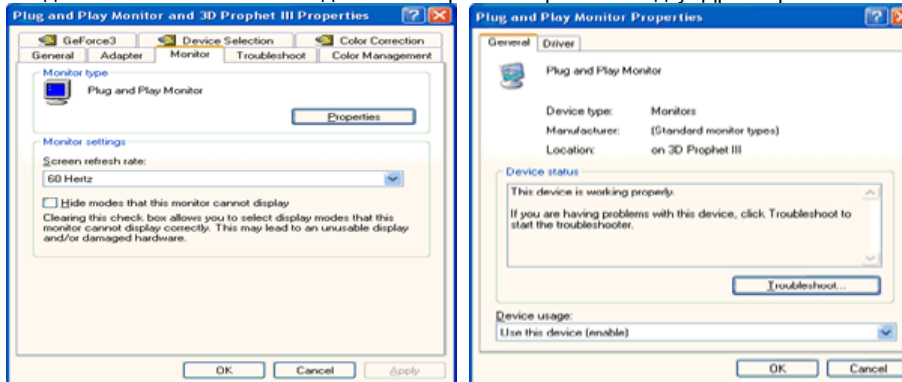 Plug and Play Monitor and 3D Prophet III Properties
GeForce3 Device Selection Color Correction
General Adapter Monitor Troubleshoot Color Management
Monitor type
Plug and Play Monitor
Properties
Monitor settings
Screen refresh rate:
60 Hertz
Hide modes that this monitor cannot display
Clearing this check box allows you to select display modes that this
monitor cannot display correctly. This may lead to an unusable display
and/or damaged hardware.
OK Cancel Apply
Plug and Play Monitor Properties
General Driver
Plug and Play Monitor
Device type: Monitors
Manufacturer: (Standard monitor types)
Location: on 3D Prophet III
Device status
This device is working properly.
If you are having problems with this device, click Troubleshoot to
start the troubleshooter.
Troubleshoot...
Device usage:
Use this device (enable)
OK Cancel